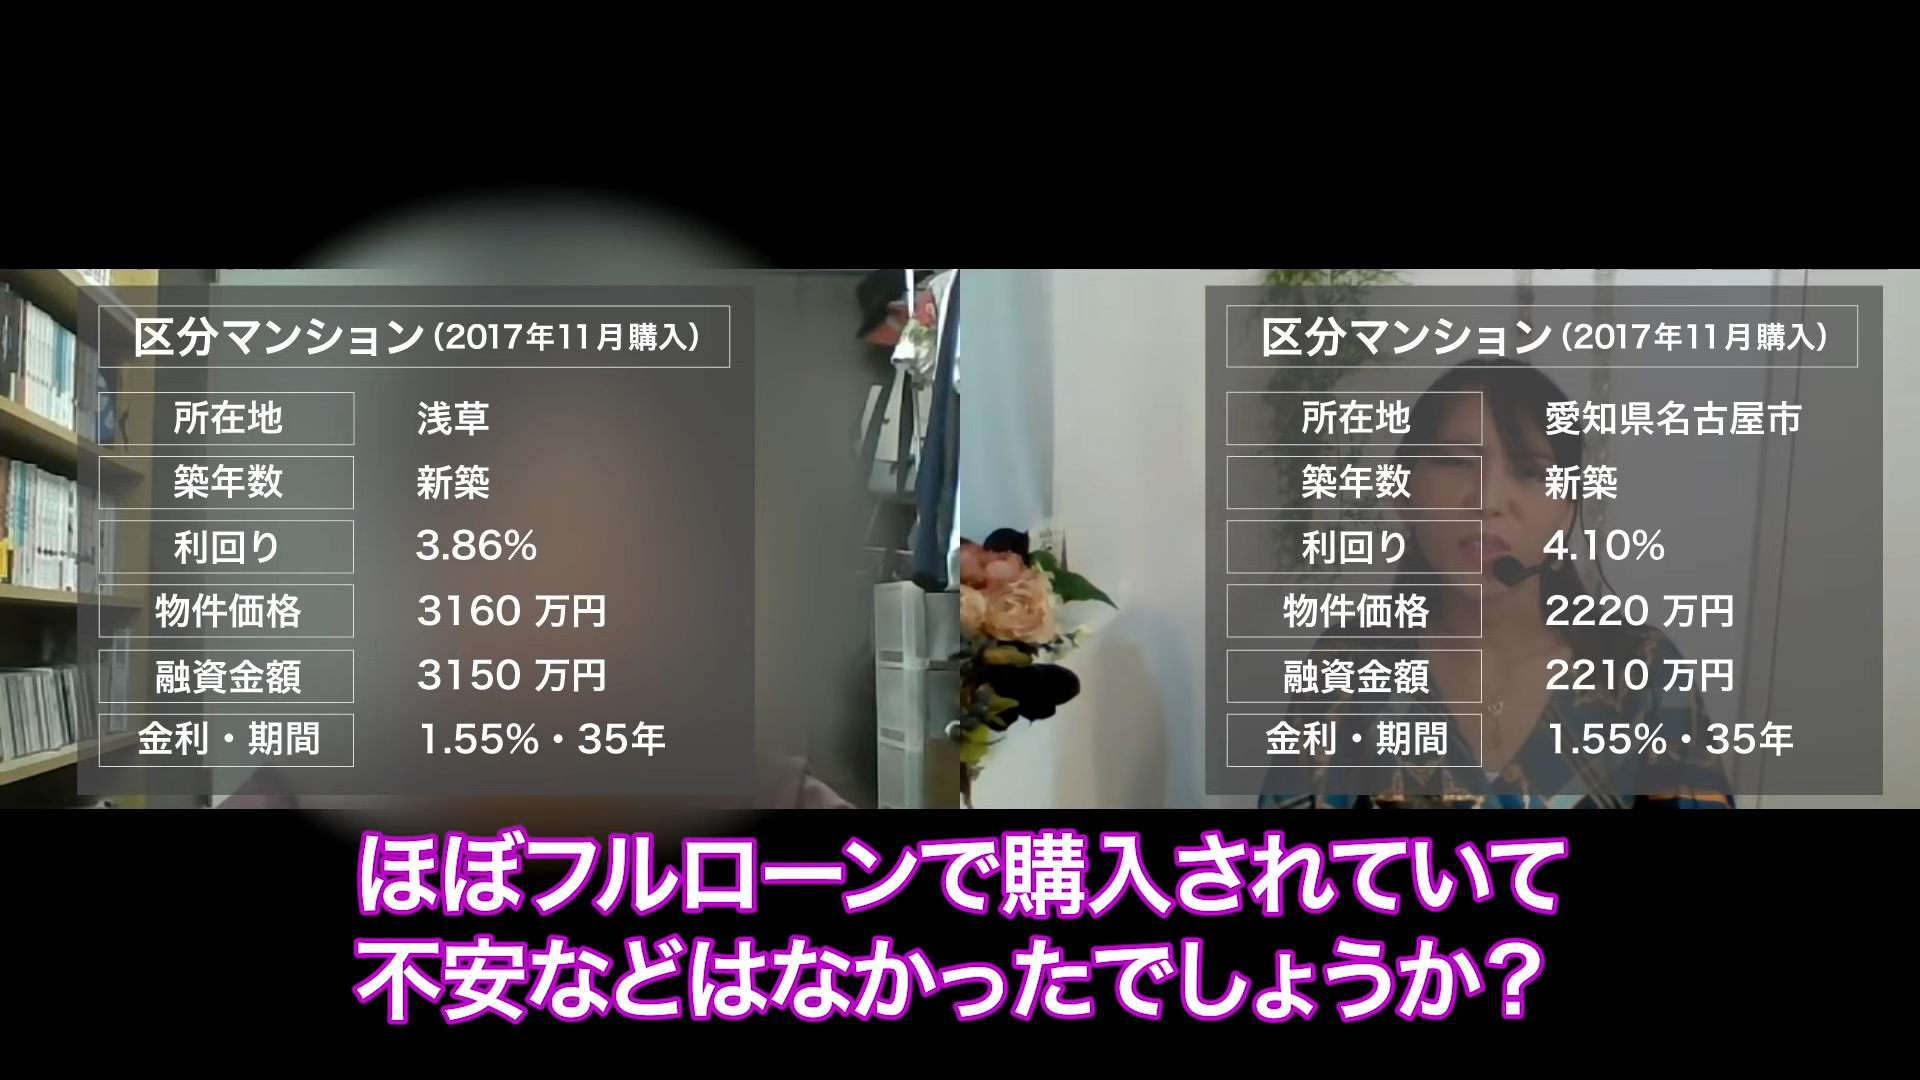 区分マンション（2017年11月購入）
所在地 浅草
築年数 新築
利回り 3.86%
物件価格 3160 万円
融資金額 3150 万円
金利・期間 1.55%・35年
区分マンション（2017年11月購入）
所在地 愛知県名古屋市
築年数 新築
利回り 4.10%
物件価格 2220 万円
融資金額 2210 万円
金利・期間 1.55%・35年
ほぼフルローンで購入されていて
不安などはなかったでしょうか？